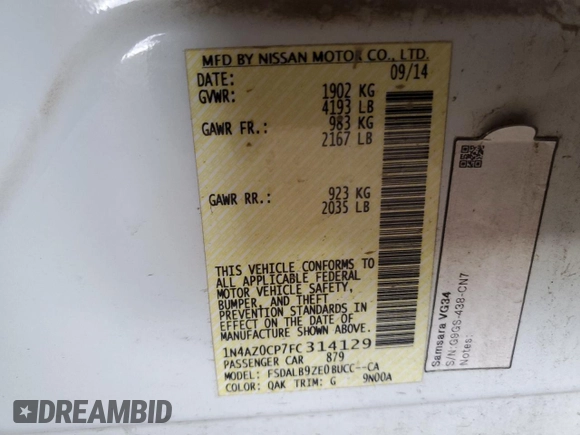 MFD BY NISSAN MOTOR CO., LTD.
DATE: 09/14
GVWR: 1902 KG
4193 LB
GAWR FR.: 983 KG
2167 LB
GAWR RR.: 923 KG
2035 LB
THIS VEHICLE CONFORMS TO
ALL APPLICABLE FEDERAL
MOTOR VEHICLE SAFETY,
BUMPER, AND THEFT
PREVENTION STANDARDS
IN EFFECT ON THE DATE OF
MANUFACTURE SHOWN ABOVE.
1N4AZ0CP7FC314129
PASSENGER CAR 879
MODEL: FSDALB9ZE0BUCC--CA
COLOR: QAK TRIM: G 9N00A
Samsara VG34
S/N:G9GS-438-CN7
Notes:
DREAMBID